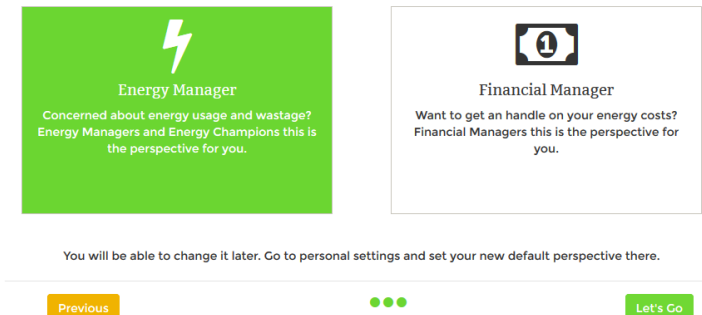 Energy Manager
Concerned about energy usage and wastage?
Energy Managers and Energy Champions this is
the perspective for you.
1
Financial Manager
Want to get an handle on your energy costs?
Financial Managers this is the perspective for
you.
You will be able to change it later. Go to personal settings and set your new default perspective there.
Previous
Let's Go